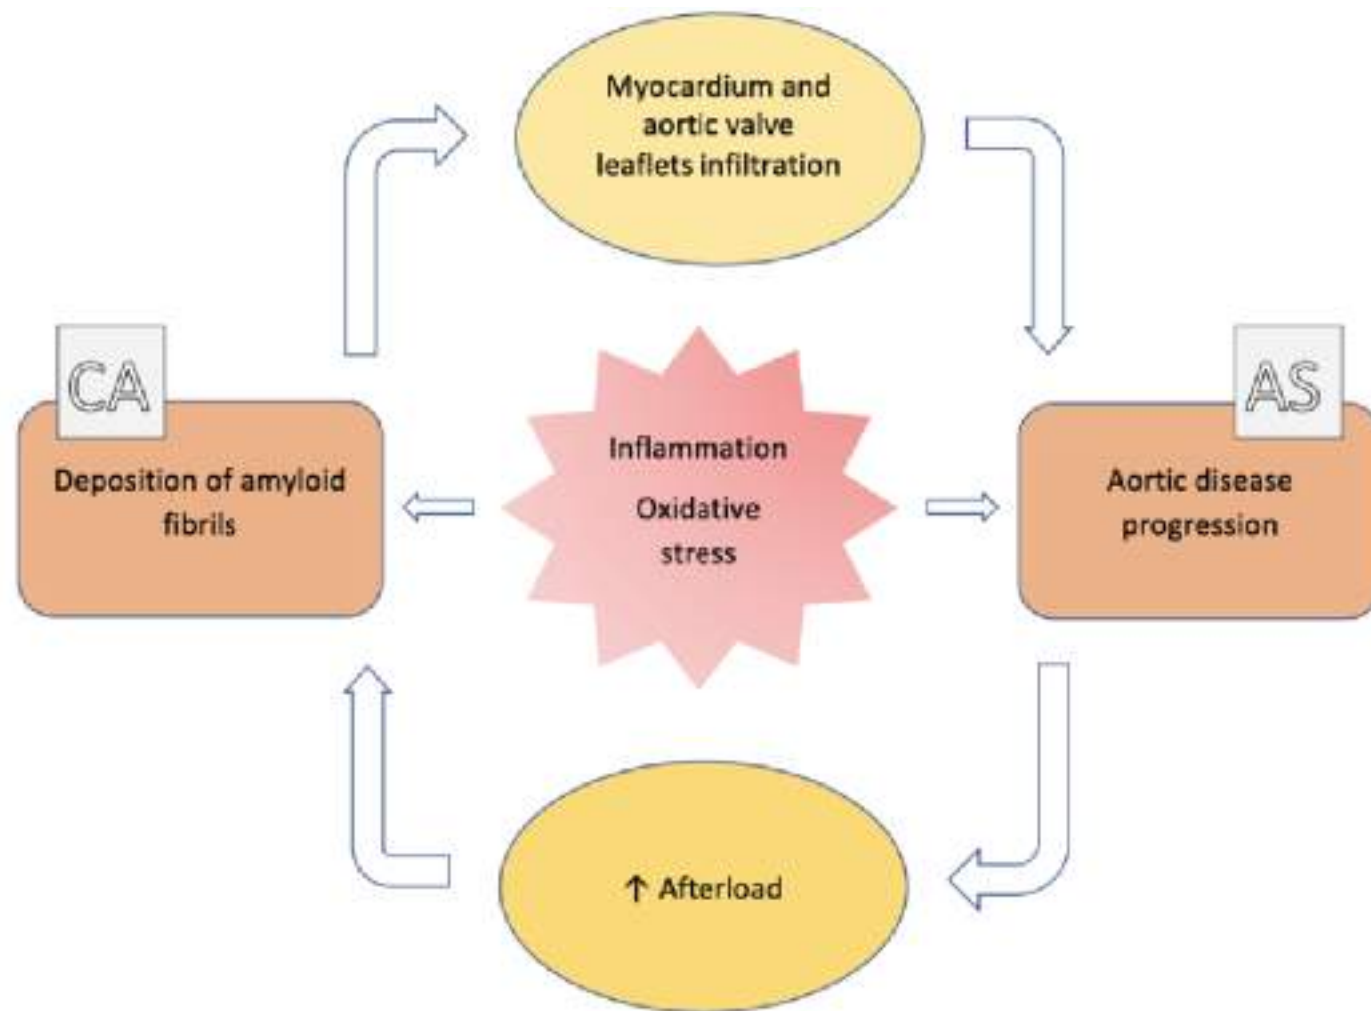 Myocardium and
aortic valve
leaflets infiltration
CA
Deposition of amyloid
fibrils
Inflammation
Oxidative
stress
AS
Aortic disease
progression
↑ Afterload